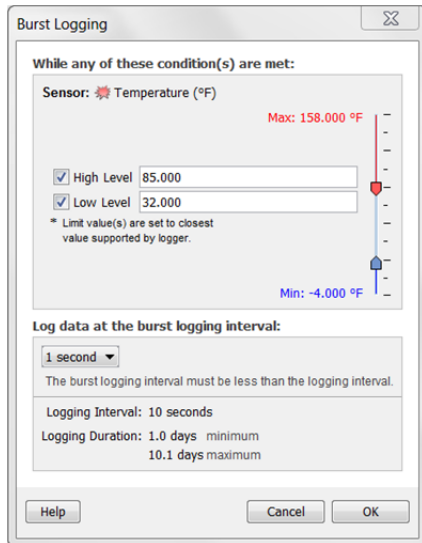 Burst Logging
While any of these condition(s) are met:
Sensor: Temperature (°F)
Max: 158.000 °F
High Level 85.000
Low Level 32.000
* Limit value(s) are set to closest
value supported by logger.
Min: -4.000 °F
Log data at the burst logging interval:
1 second
The burst logging interval must be less than the logging interval.
Logging Interval: 10 seconds
Logging Duration: 1.0 days minimum
10.1 days maximum
Help Cancel OK